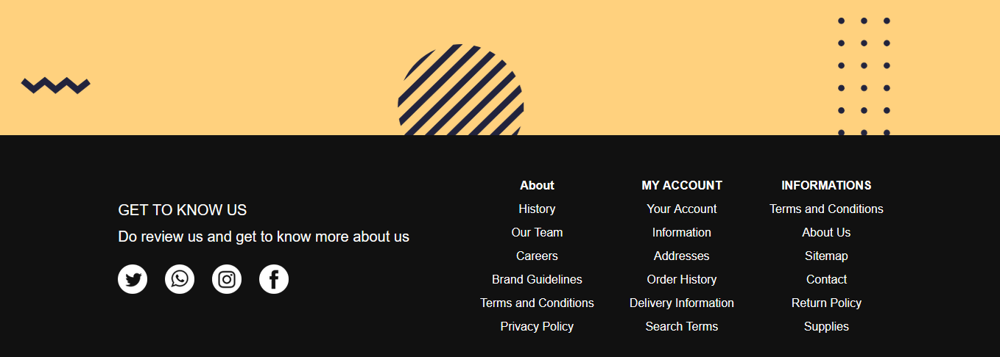 GET TO KNOW US
Do review us and get to know more about us
About
History
Our Team
Careers
Brand Guidelines
Terms and Conditions
Privacy Policy
MY ACCOUNT
Your Account
Information
Addresses
Order History
Delivery Information
Search Terms
INFORMATIONS
Terms and Conditions
About Us
Sitemap
Contact
Return Policy
Supplies